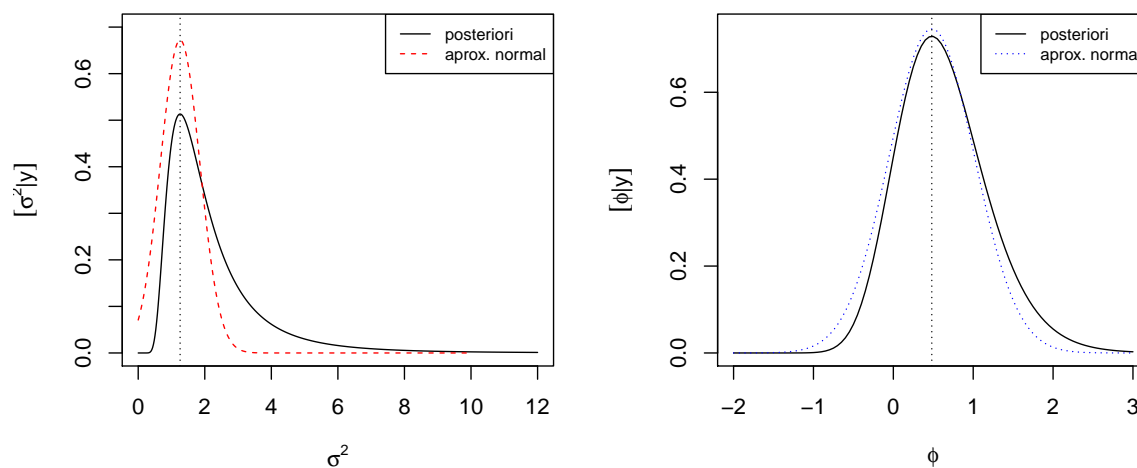 posteriori
aprox. normal
[σ²|y]
0.0
0.2
0.4
0.6
0
2
4
6
8
10
12
σ²
posteriori
aprox. normal
[ϕ|y]
0.0
0.2
0.4
0.6
−2
−1
0
1
2
3
ϕ